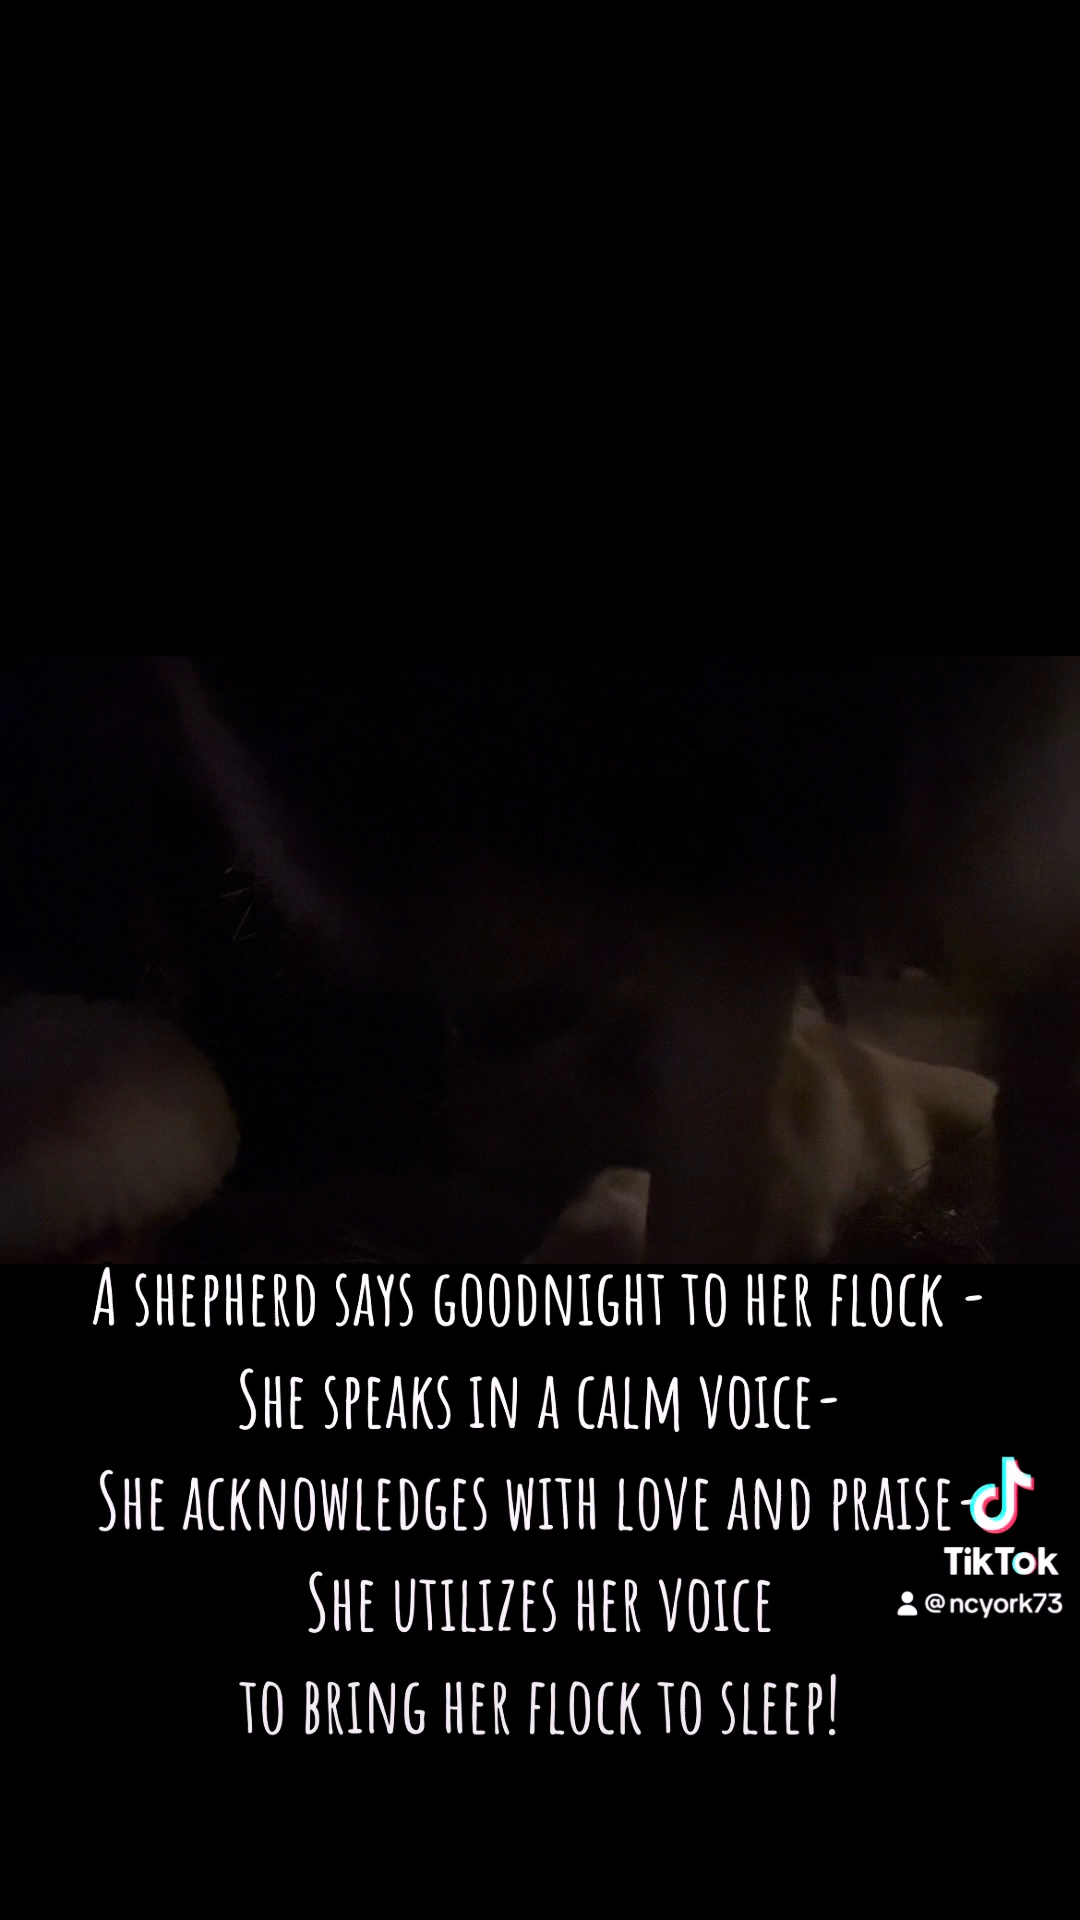 A shepherd says goodnight to her flock -
She speaks in a calm voice-
She acknowledges with love and praise-
She utilizes her voice
to bring her flock to sleep!
TikTok
@ncyork73